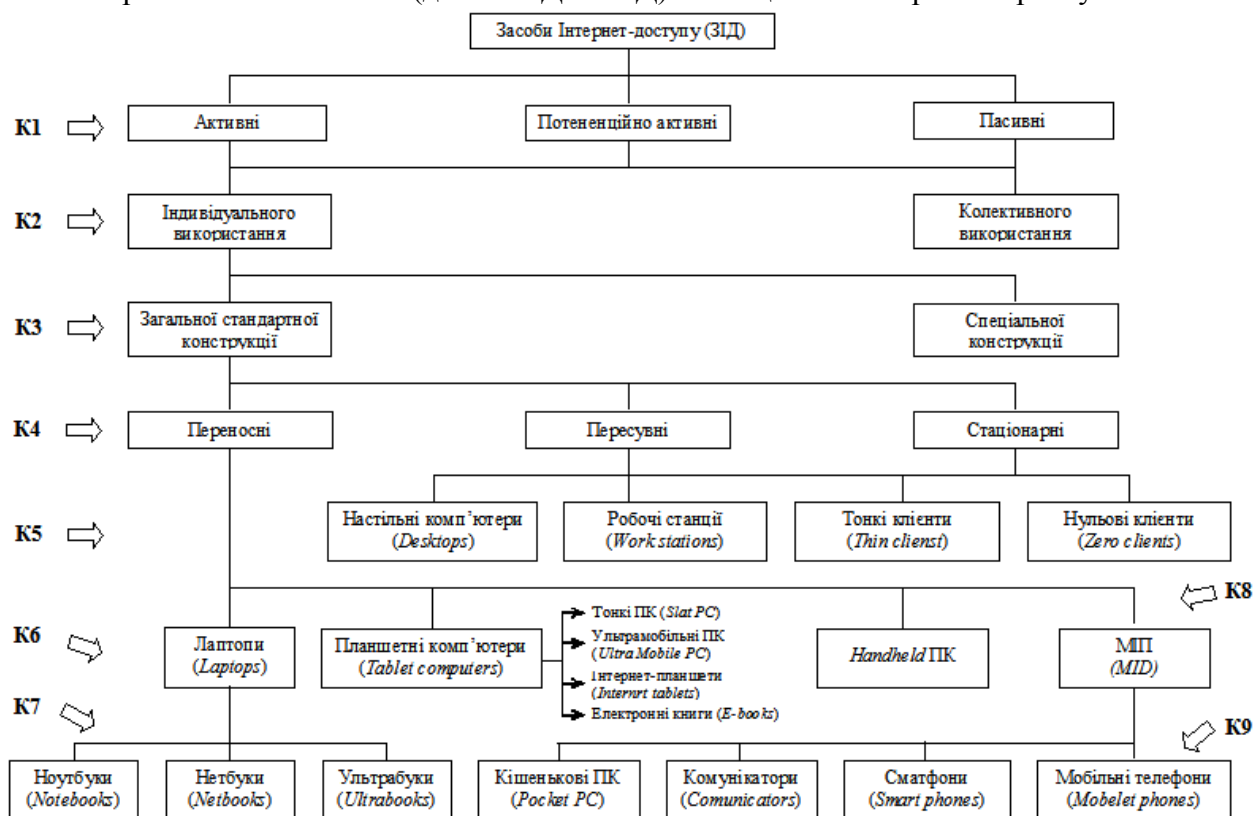 Засоби Інтернет-доступу (ЗІД)
К1
Активні
Потененційно активні
Пасивні
К2
Індивідуального
використання
Колективного
використання
К3
Загальної стандартної
конструкції
Спеціальної
конструкції
К4
Переносні
Пересувні
Стаціонарні
К5
Настільні комп’ютери
(Desktops)
Робочі станції
(Work stations)
Тонкі клієнти
(Thin clienst)
Нульові клієнти
(Zero clients)
К8
К6
Лаптопи
(Laptops)
Планшетні комп’ютери
(Tablet computers)
Тонкі ПК (Slat PC)
Ультрамобільні ПК
(Ultra Mobile PC)
Інтернет-планшети
(Internrt tablets)
Електронні книги (E-books)
Handheld ПК
МІП
(MID)
К7
К9
Ноутбуки
(Notebooks)
Нетбуки
(Netbooks)
Ультрабуки
(Ultrabooks)
Кішенькові ПК
(Pocket PC)
Комунікатори
(Comunicators)
Сматфони
(Smart phones)
Мобільні телефони
(Mobelet phones)